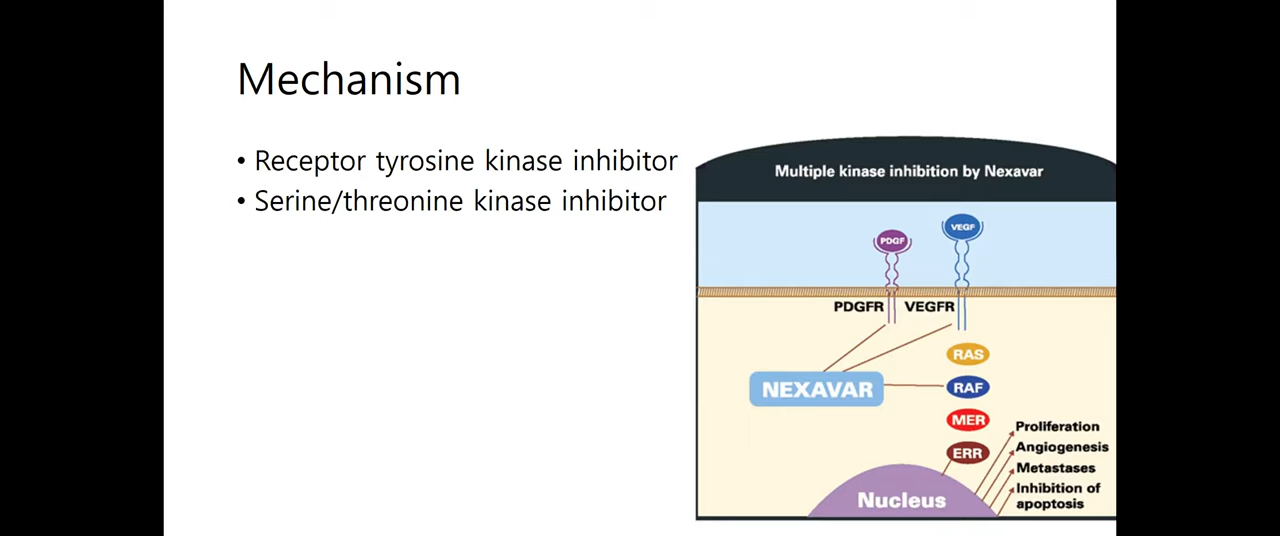 Mechanism
• Receptor tyrosine kinase inhibitor
• Serine/threonine kinase inhibitor
Multiple kinase inhibition by Nexavar
PDGF
VEGF
PDGFR
VEGFR
RAS
NEXAVAR
RAF
MER
ERR
Proliferation
Angiogenesis
Metastases
Inhibition of
apoptosis
Nucleus